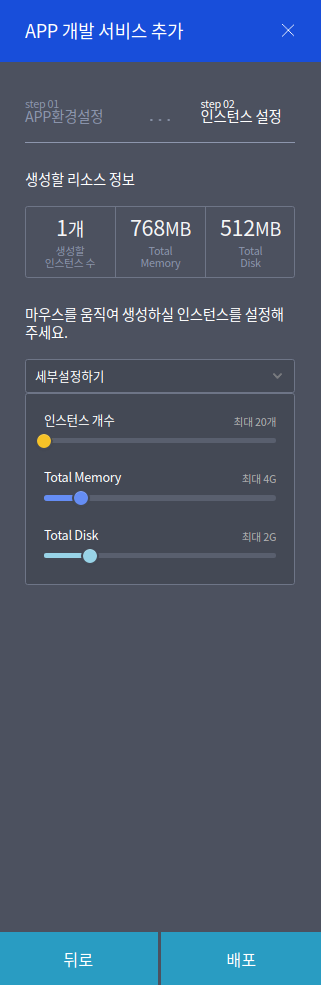 APP 개발 서비스 추가
step 01
APP환경설정
. . .
step 02
인스턴스 설정
생성할 리소스 정보
1개
생성할
인스턴스 수
768MB
Total
Memory
512MB
Total
Disk
마우스를 움직여 생성하실 인스턴스를 설정해
주세요.
세부설정하기
인스턴스 개수
최대 20개
Total Memory
최대 4G
Total Disk
최대 2G
뒤로
배포